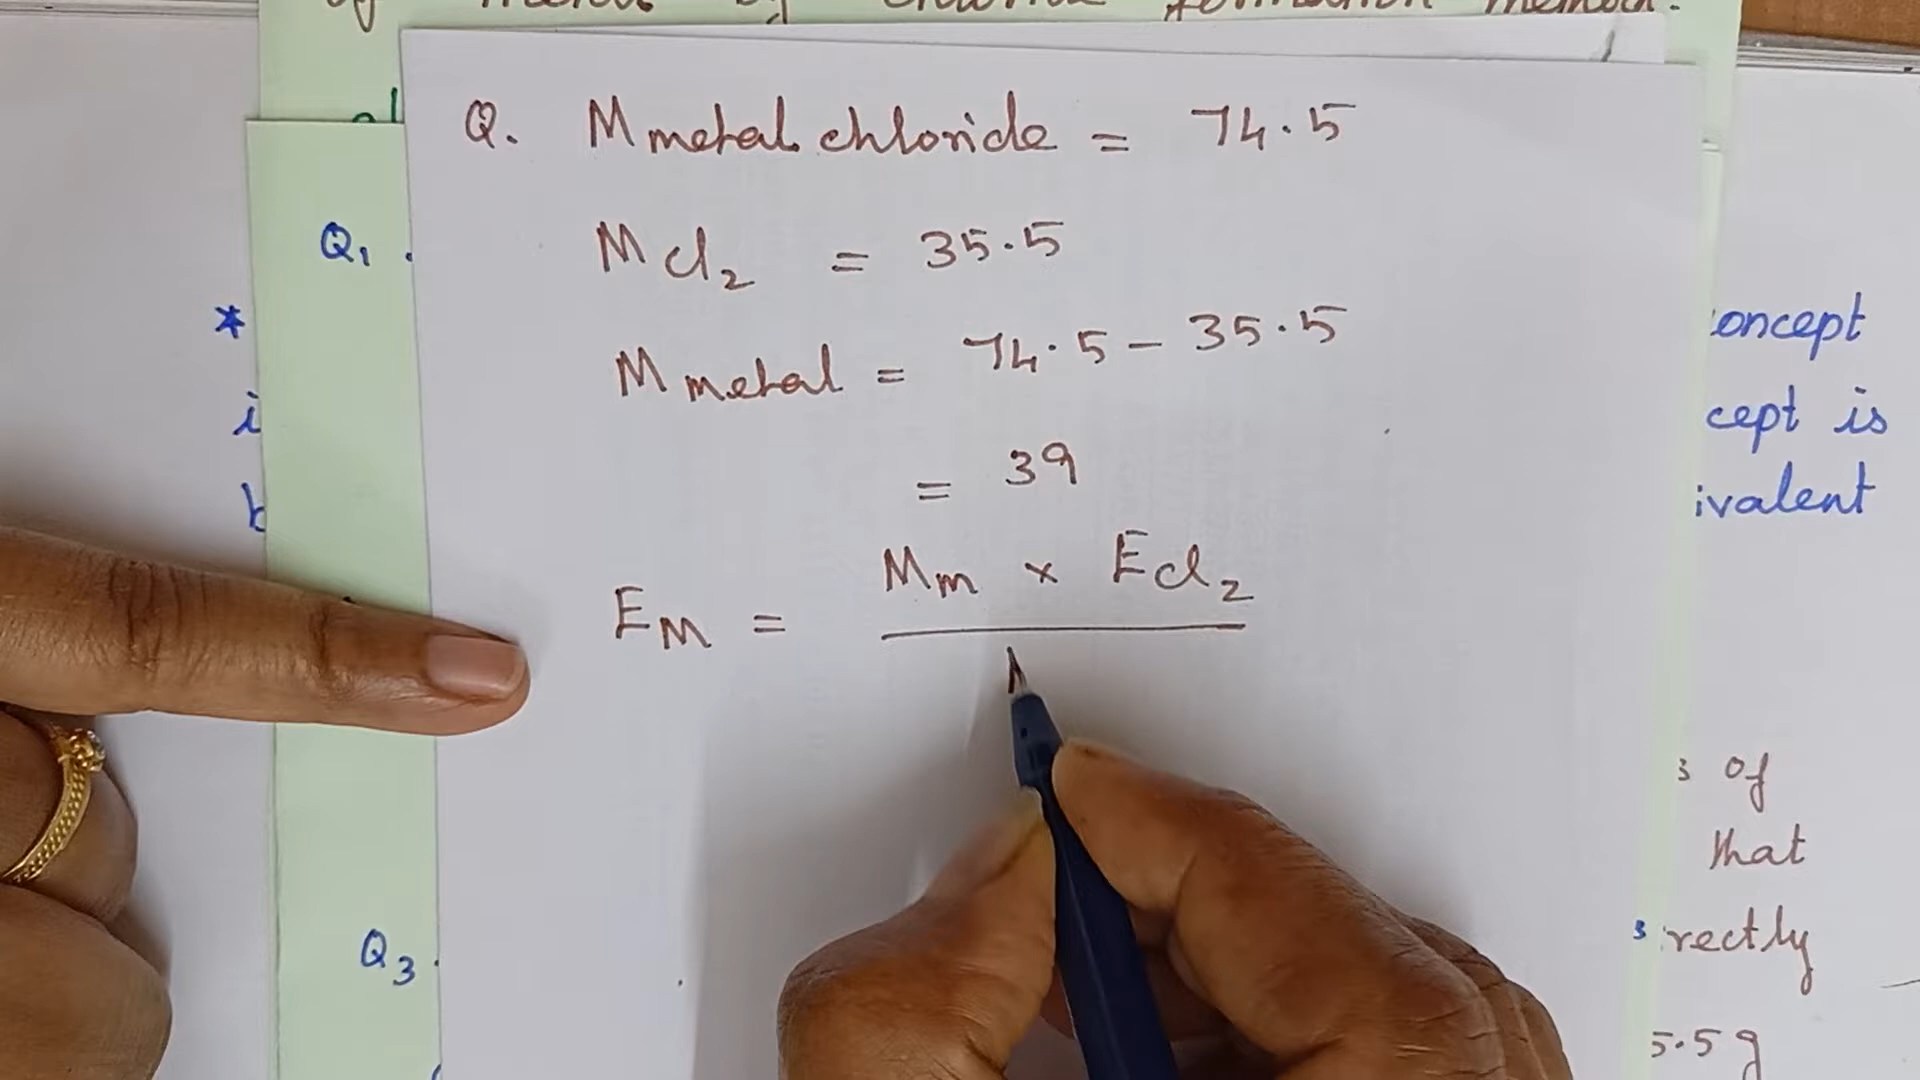 Q. M metal chloride = 74.5
M Cl2 = 35.5
M metal = 74.5 - 35.5
= 39
EM = Mm × ECl2
Q1.
*
Q3.
oncept
cept is
ivalent
s of
that
rectly
5.5 g